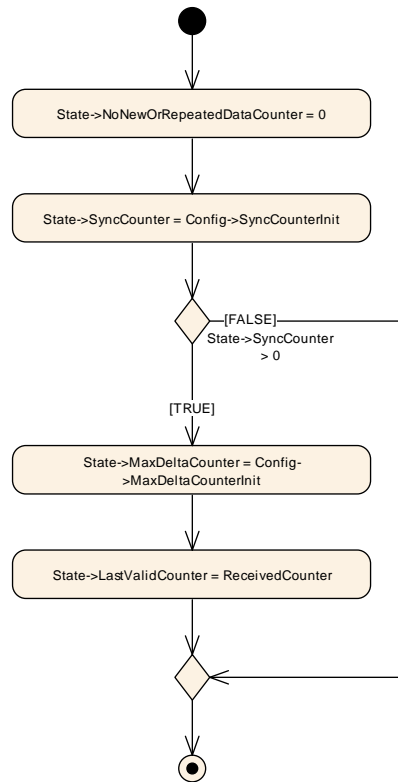 State->NoNewOrRepeatedDataCounter = 0
State->SyncCounter = Config->SyncCounterInit
[FALSE]
State->SyncCounter
> 0
[TRUE]
State->MaxDeltaCounter = Config-
>MaxDeltaCounterInit
State->LastValidCounter = ReceivedCounter